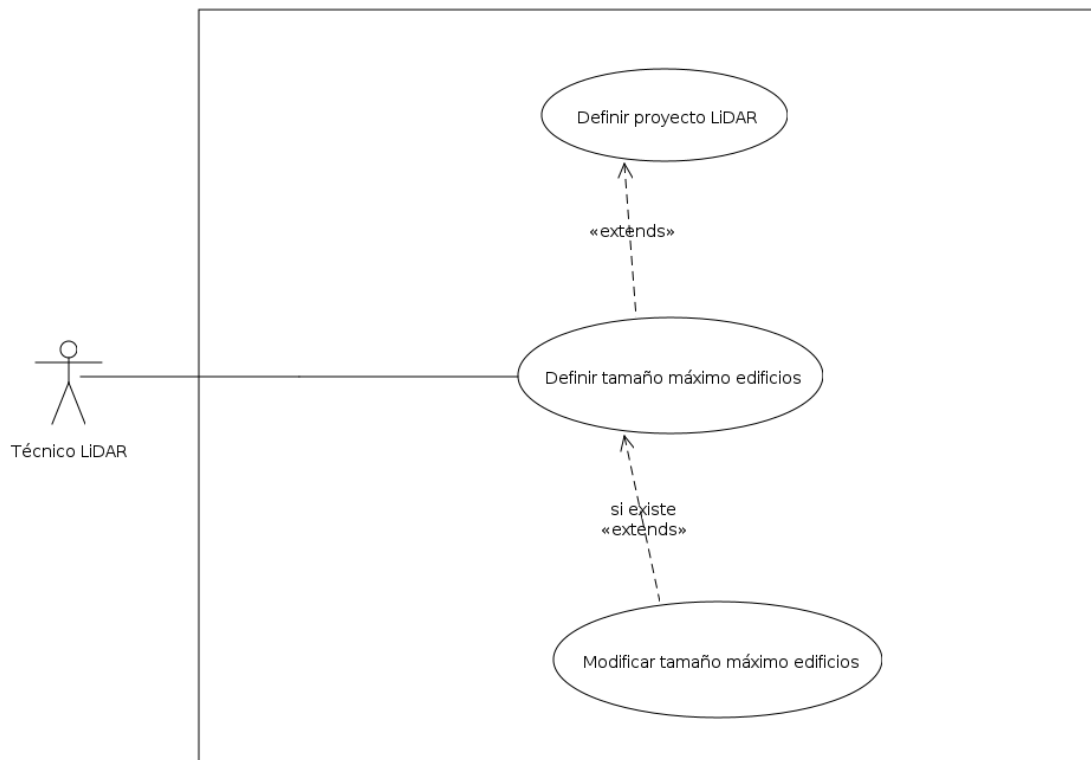 Definir proyecto LiDAR
«extends»
Definir tamaño máximo edificios
Técnico LiDAR
si existe
«extends»
Modificar tamaño máximo edificios